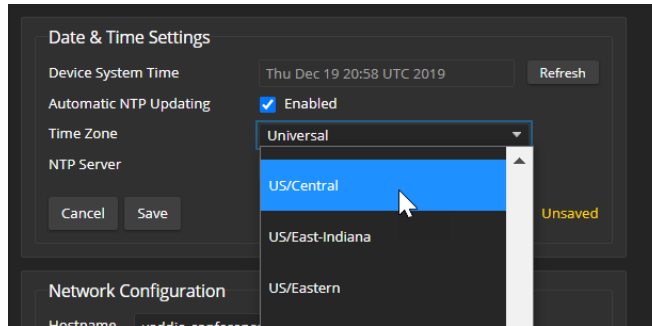 Date & Time Settings
Device System Time Thu Dec 19 20:58 UTC 2019 Refresh
Automatic NTP Updating Enabled
Time Zone Universal
NTP Server
US/Central
Cancel Save Unsaved
US/East-Indiana
Network Configuration
US/Eastern
Hostname